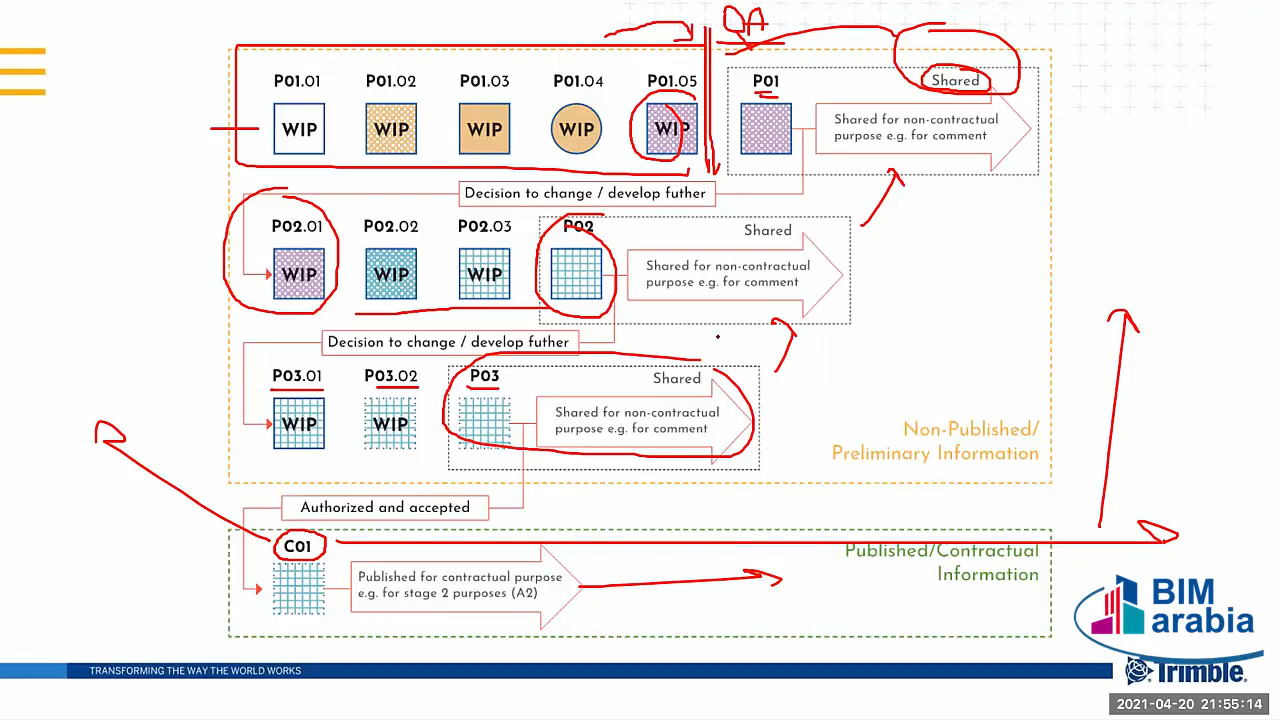 QA
P01.01 P01.02 P01.03 P01.04 P01.05 P01 Shared
WIP WIP WIP WIP WIP
Shared for non-contractual
purpose e.g. for comment
Decision to change / develop futher
P02.01 P02.02 P02.03 P02 Shared
WIP WIP WIP
Shared for non-contractual
purpose e.g. for comment
Decision to change / develop futher
P03.01 P03.02 P03 Shared
WIP WIP
Shared for non-contractual
purpose e.g. for comment
Non-Published/
Preliminary Information
Authorized and accepted
C01
Published/Contractual
Information
Published for contractual purpose
e.g. for stage 2 purposes (A2)
BIM
arabia
TRANSFORMING THE WAY THE WORLD WORKS
Trimble
2021-04-20 21:55:14